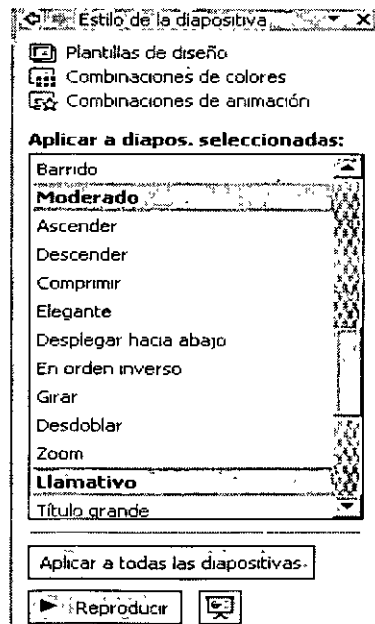 Estilo de la diapositiva
Plantillas de diseño
Combinaciones de colores
Combinaciones de animación
Aplicar a diapos. seleccionadas:
Barrido
Moderado
Ascender
Descender
Comprimir
Elegante
Desplegar hacia abajo
En orden inverso
Girar
Desdoblar
Zoom
Llamativo
Título grande
Aplicar a todas las diapositivas
Reproducir